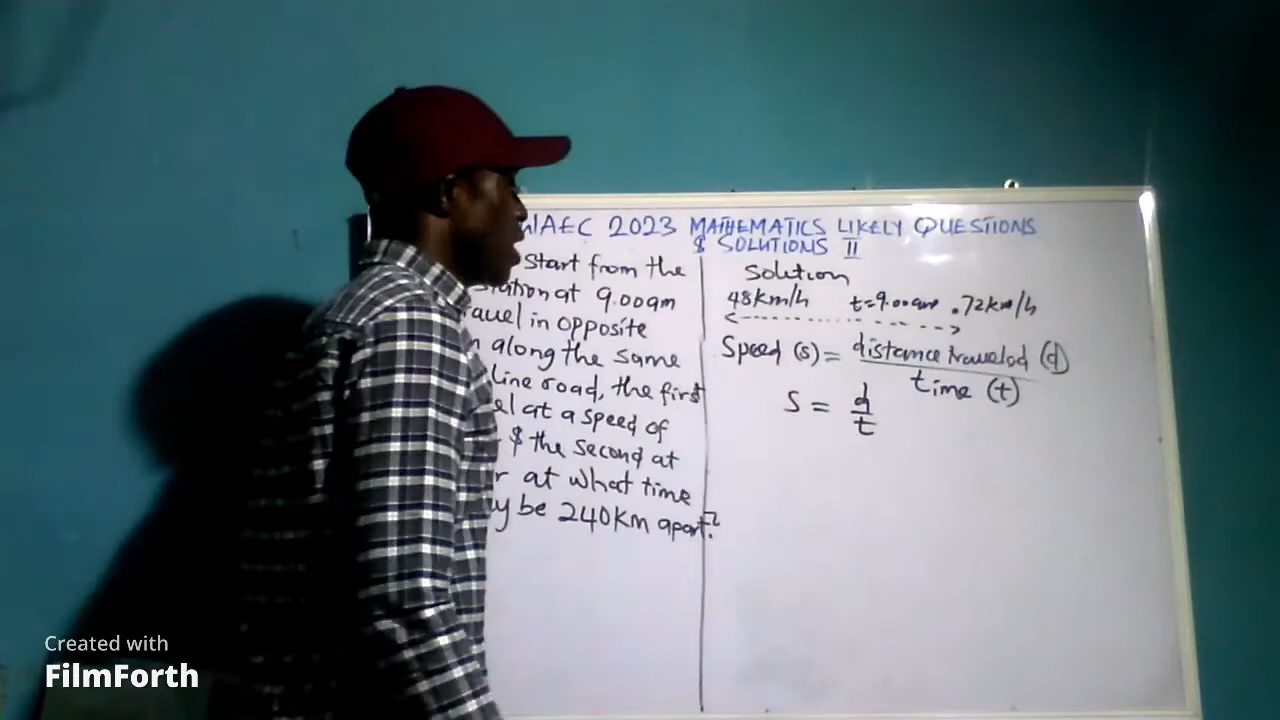 WAEC 2023 MATHEMATICS LIKELY QUESTIONS
$ SOLUTIONS II
start from the
station at 9.00am
travel in opposite
along the same
line road, the first
at a speed of
$ the second at
at what time
be 240km apart?
Solution
48km/h t=9.00am .72km/h
Speed (s) = distance traveled (d)
time (t)
S = d
t
Created with
FilmForth